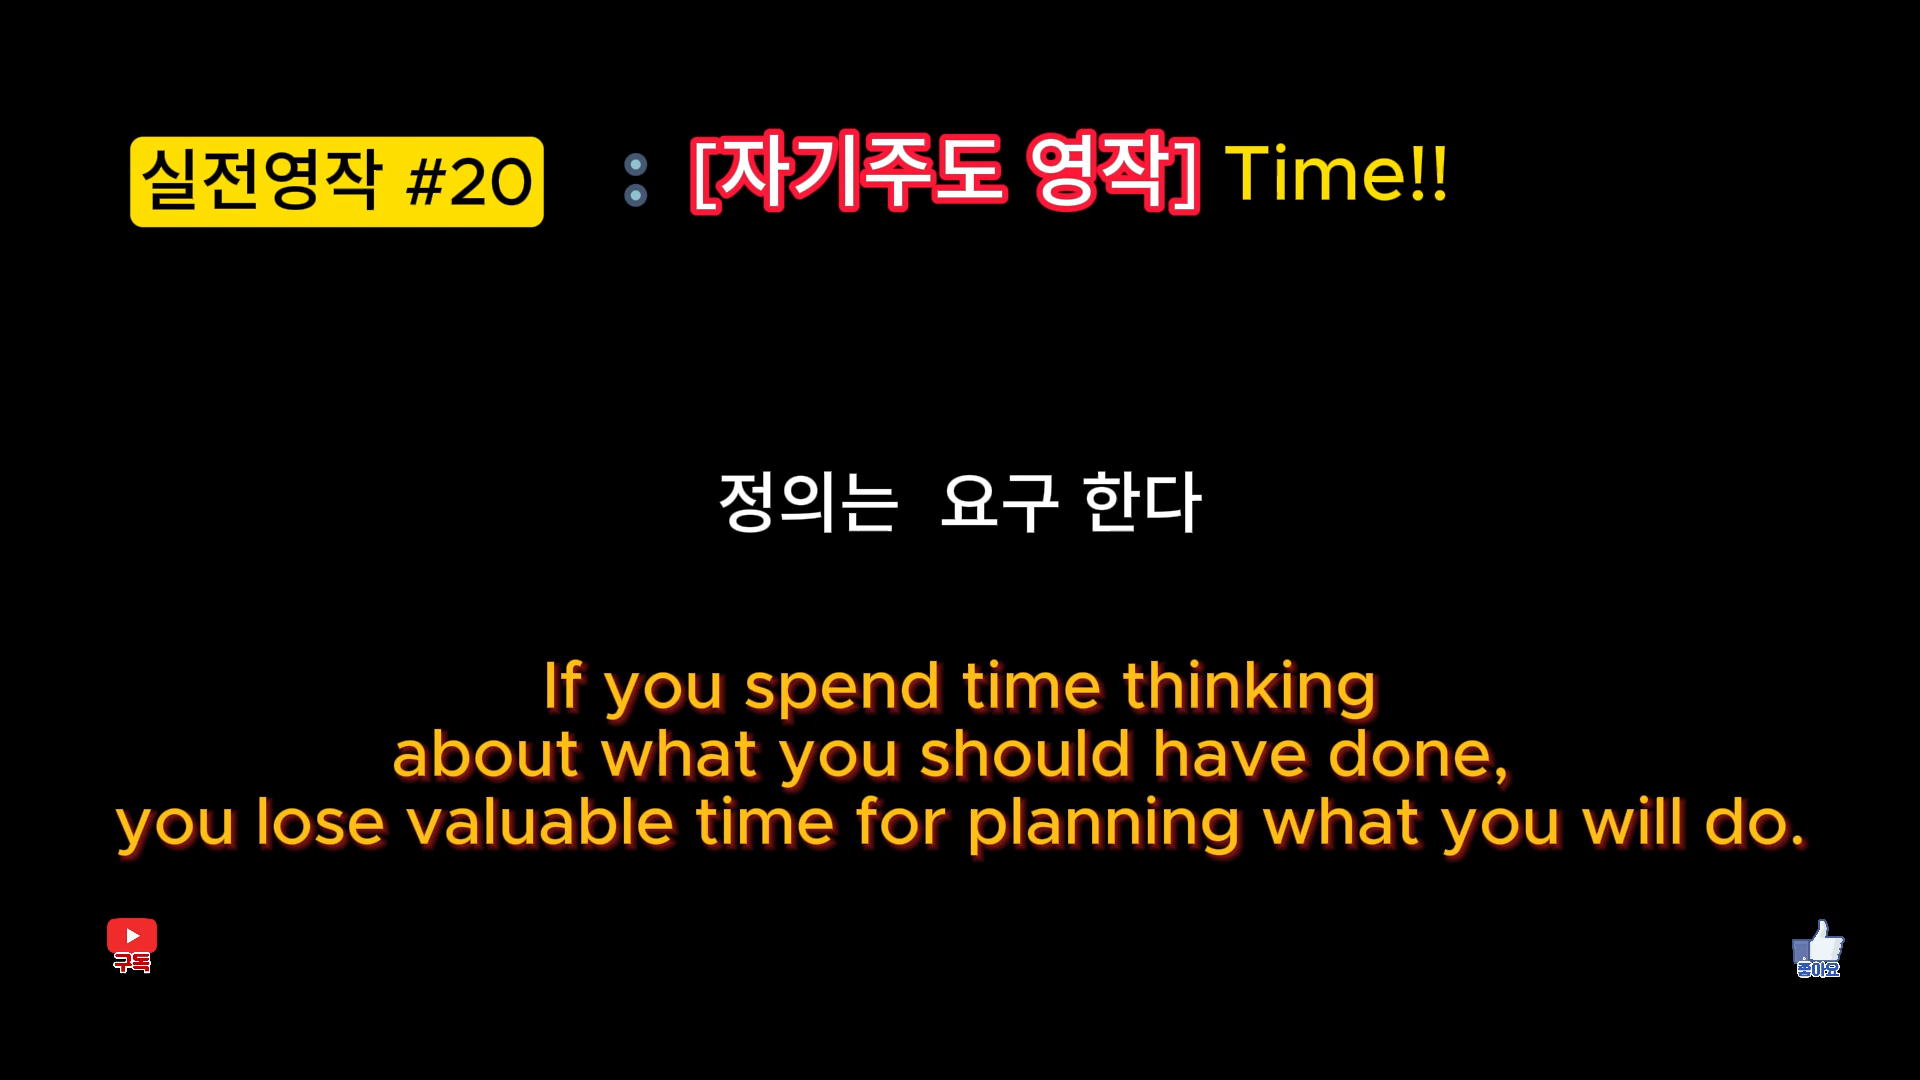 실전영작 #20 : [자기주도 영작] Time!!
정의는 요구 한다
If you spend time thinking
about what you should have done,
you lose valuable time for planning what you will do.
구독
좋아요